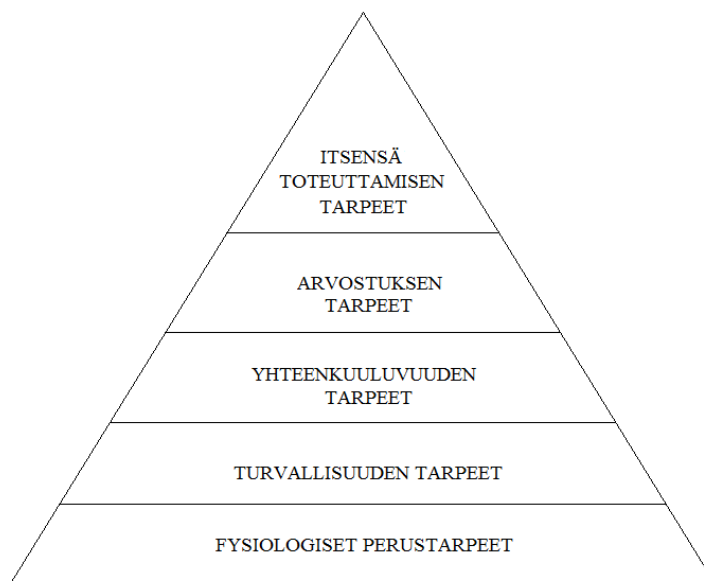 ITSENSÄ
TOTEUTTAMISEN
TARPEET
ARVOSTUKSEN
TARPEET
YHTEENKUULUVUUDEN
TARPEET
TURVALLISUUDEN TARPEET
FYSIOLOGISET PERUSTARPEET